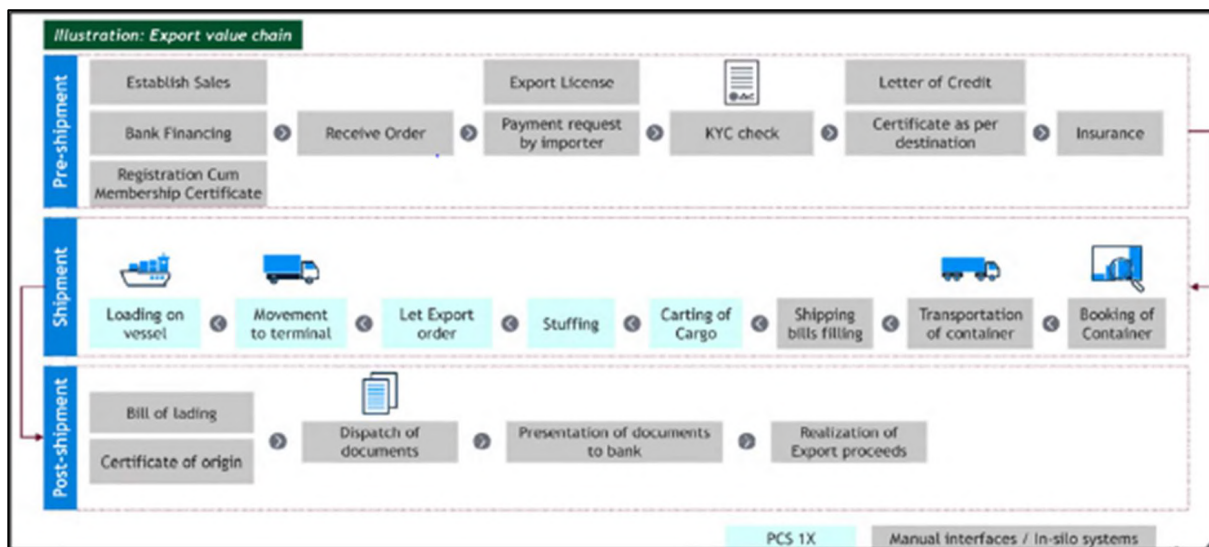 Illustration: Export value chain
Pre-shipment
Establish Sales
Bank Financing
Registration Cum
Membership Certificate
Receive Order
Export License
Payment request
by importer
KYC check
Letter of Credit
Certificate as per
destination
Insurance
Shipment
Loading on
vessel
Movement
to terminal
Let Export
order
Stuffing
Carting of
Cargo
Shipping
bills filling
Transportation
of container
Booking of
Container
Post-shipment
Bill of lading
Certificate of origin
Dispatch of
documents
Presentation of documents
to bank
Realization of
Export proceeds
PCS 1X
Manual interfaces / In-silo systems